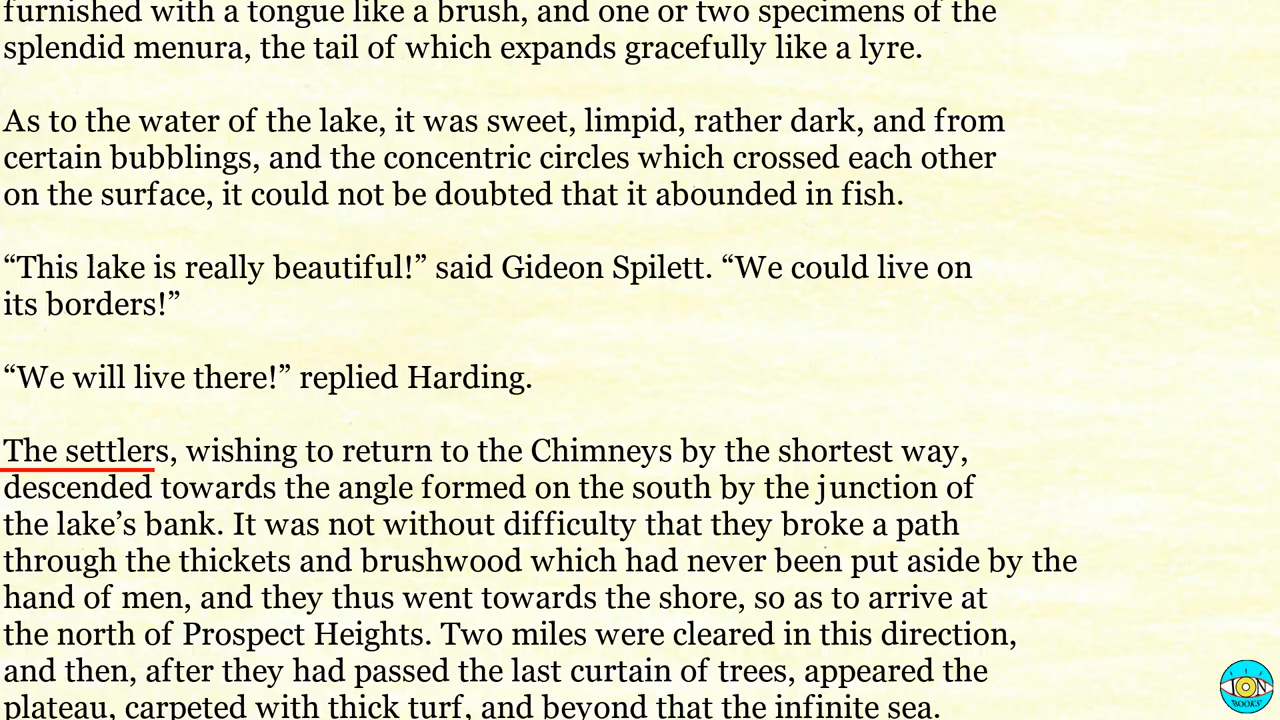 furnished with a tongue like a brush, and one or two specimens of the
splendid menura, the tail of which expands gracefully like a lyre.
As to the water of the lake, it was sweet, limpid, rather dark, and from
certain bubblings, and the concentric circles which crossed each other
on the surface, it could not be doubted that it abounded in fish.
“This lake is really beautiful!” said Gideon Spilett. “We could live on
its borders!”
“We will live there!” replied Harding.
The settlers, wishing to return to the Chimneys by the shortest way,
descended towards the angle formed on the south by the junction of
the lake’s bank. It was not without difficulty that they broke a path
through the thickets and brushwood which had never been put aside by the
hand of men, and they thus went towards the shore, so as to arrive at
the north of Prospect Heights. Two miles were cleared in this direction,
and then, after they had passed the last curtain of trees, appeared the
plateau, carpeted with thick turf, and beyond that the infinite sea.
ION
BOOKS